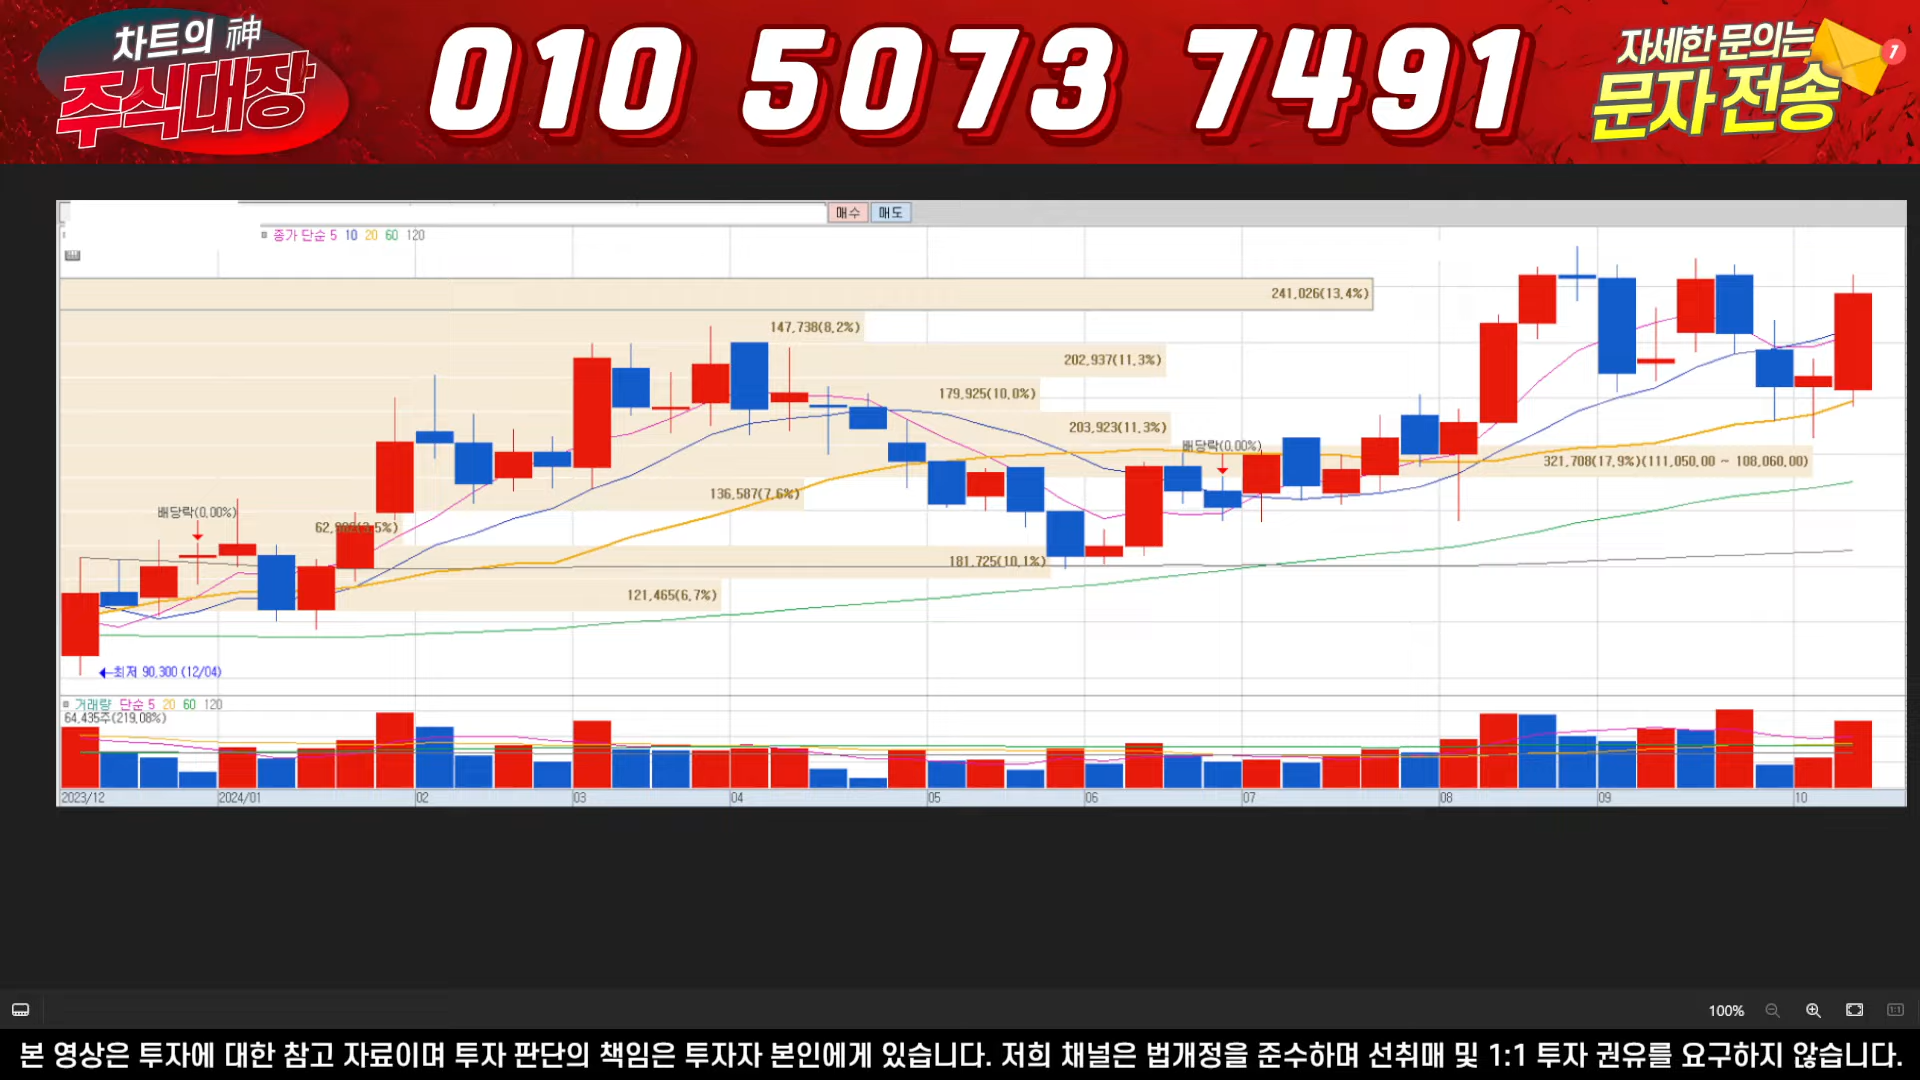 차트의 神
주식대장
010 5073 7491
자세한 문의는
문자 전송
1
매수 매도
종가 단순 5 10 20 60 120
241,026(13,4%)
147,738(8,2%)
202,937(11,3%)
179,925(10,0%)
203,923(11,3%)
배당락(0,00%)
321,708(17,9%)(111,050,00 ~ 108,060,00)
136,587(7,6%)
배당락(0,00%)
181,725(10,1%)
121,465(6,7%)
←최저 90,300 (12/04)
거래량 단순 5 20 60 120
64,435주(219,08%)
2023/12 2024/01 02 03 04 05 06 07 08 09 10
100%
1:1
본 영상은 투자에 대한 참고 자료이며 투자 판단의 책임은 투자자 본인에게 있습니다. 저희 채널은 법개정을 준수하며 선취매 및 1:1 투자 권유를 요구하지 않습니다.